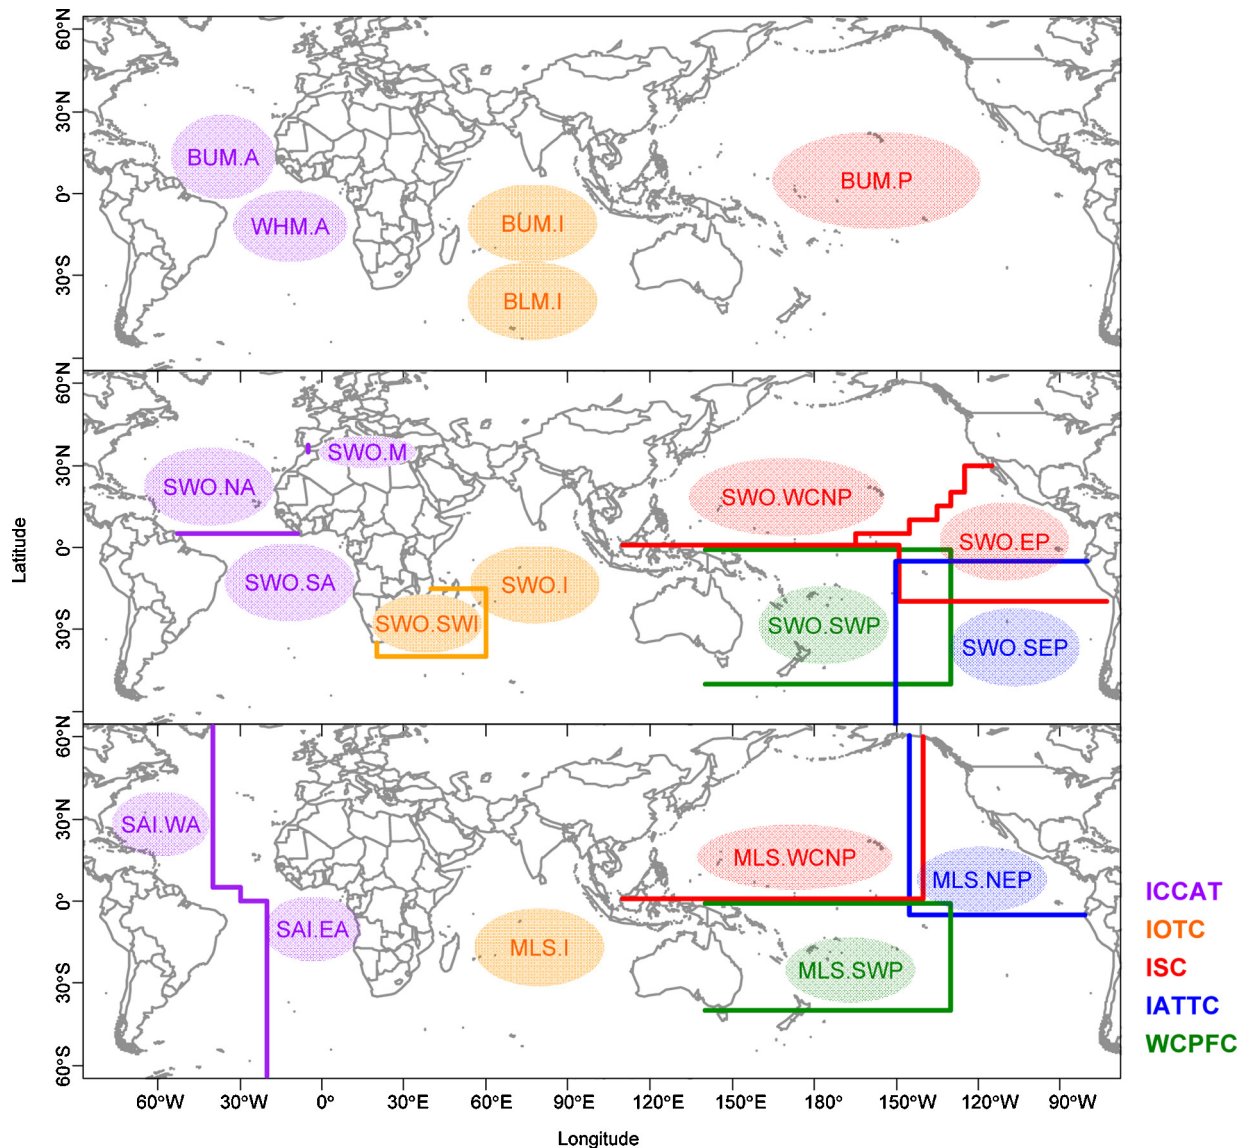 60°N
30°N
0°
30°S
BUM.A
WHM.A
BUM.I
BLM.I
BUM.P
Latitude
60°N
30°N
0°
30°S
SWO.NA
SWO.M
SWO.SA
SWO.SWI
SWO.I
SWO.WCNP
SWO.EP
SWO.SWP
SWO.SEP
60°N
30°N
0°
30°S
60°S
SAI.WA
SAI.EA
MLS.I
MLS.WCNP
MLS.NEP
MLS.SWP
60°W 30°W 0° 30°E 60°E 90°E 120°E 150°E 180° 150°W 120°W 90°W
Longitude
ICCAT
IOTC
ISC
IATTC
WCPFC